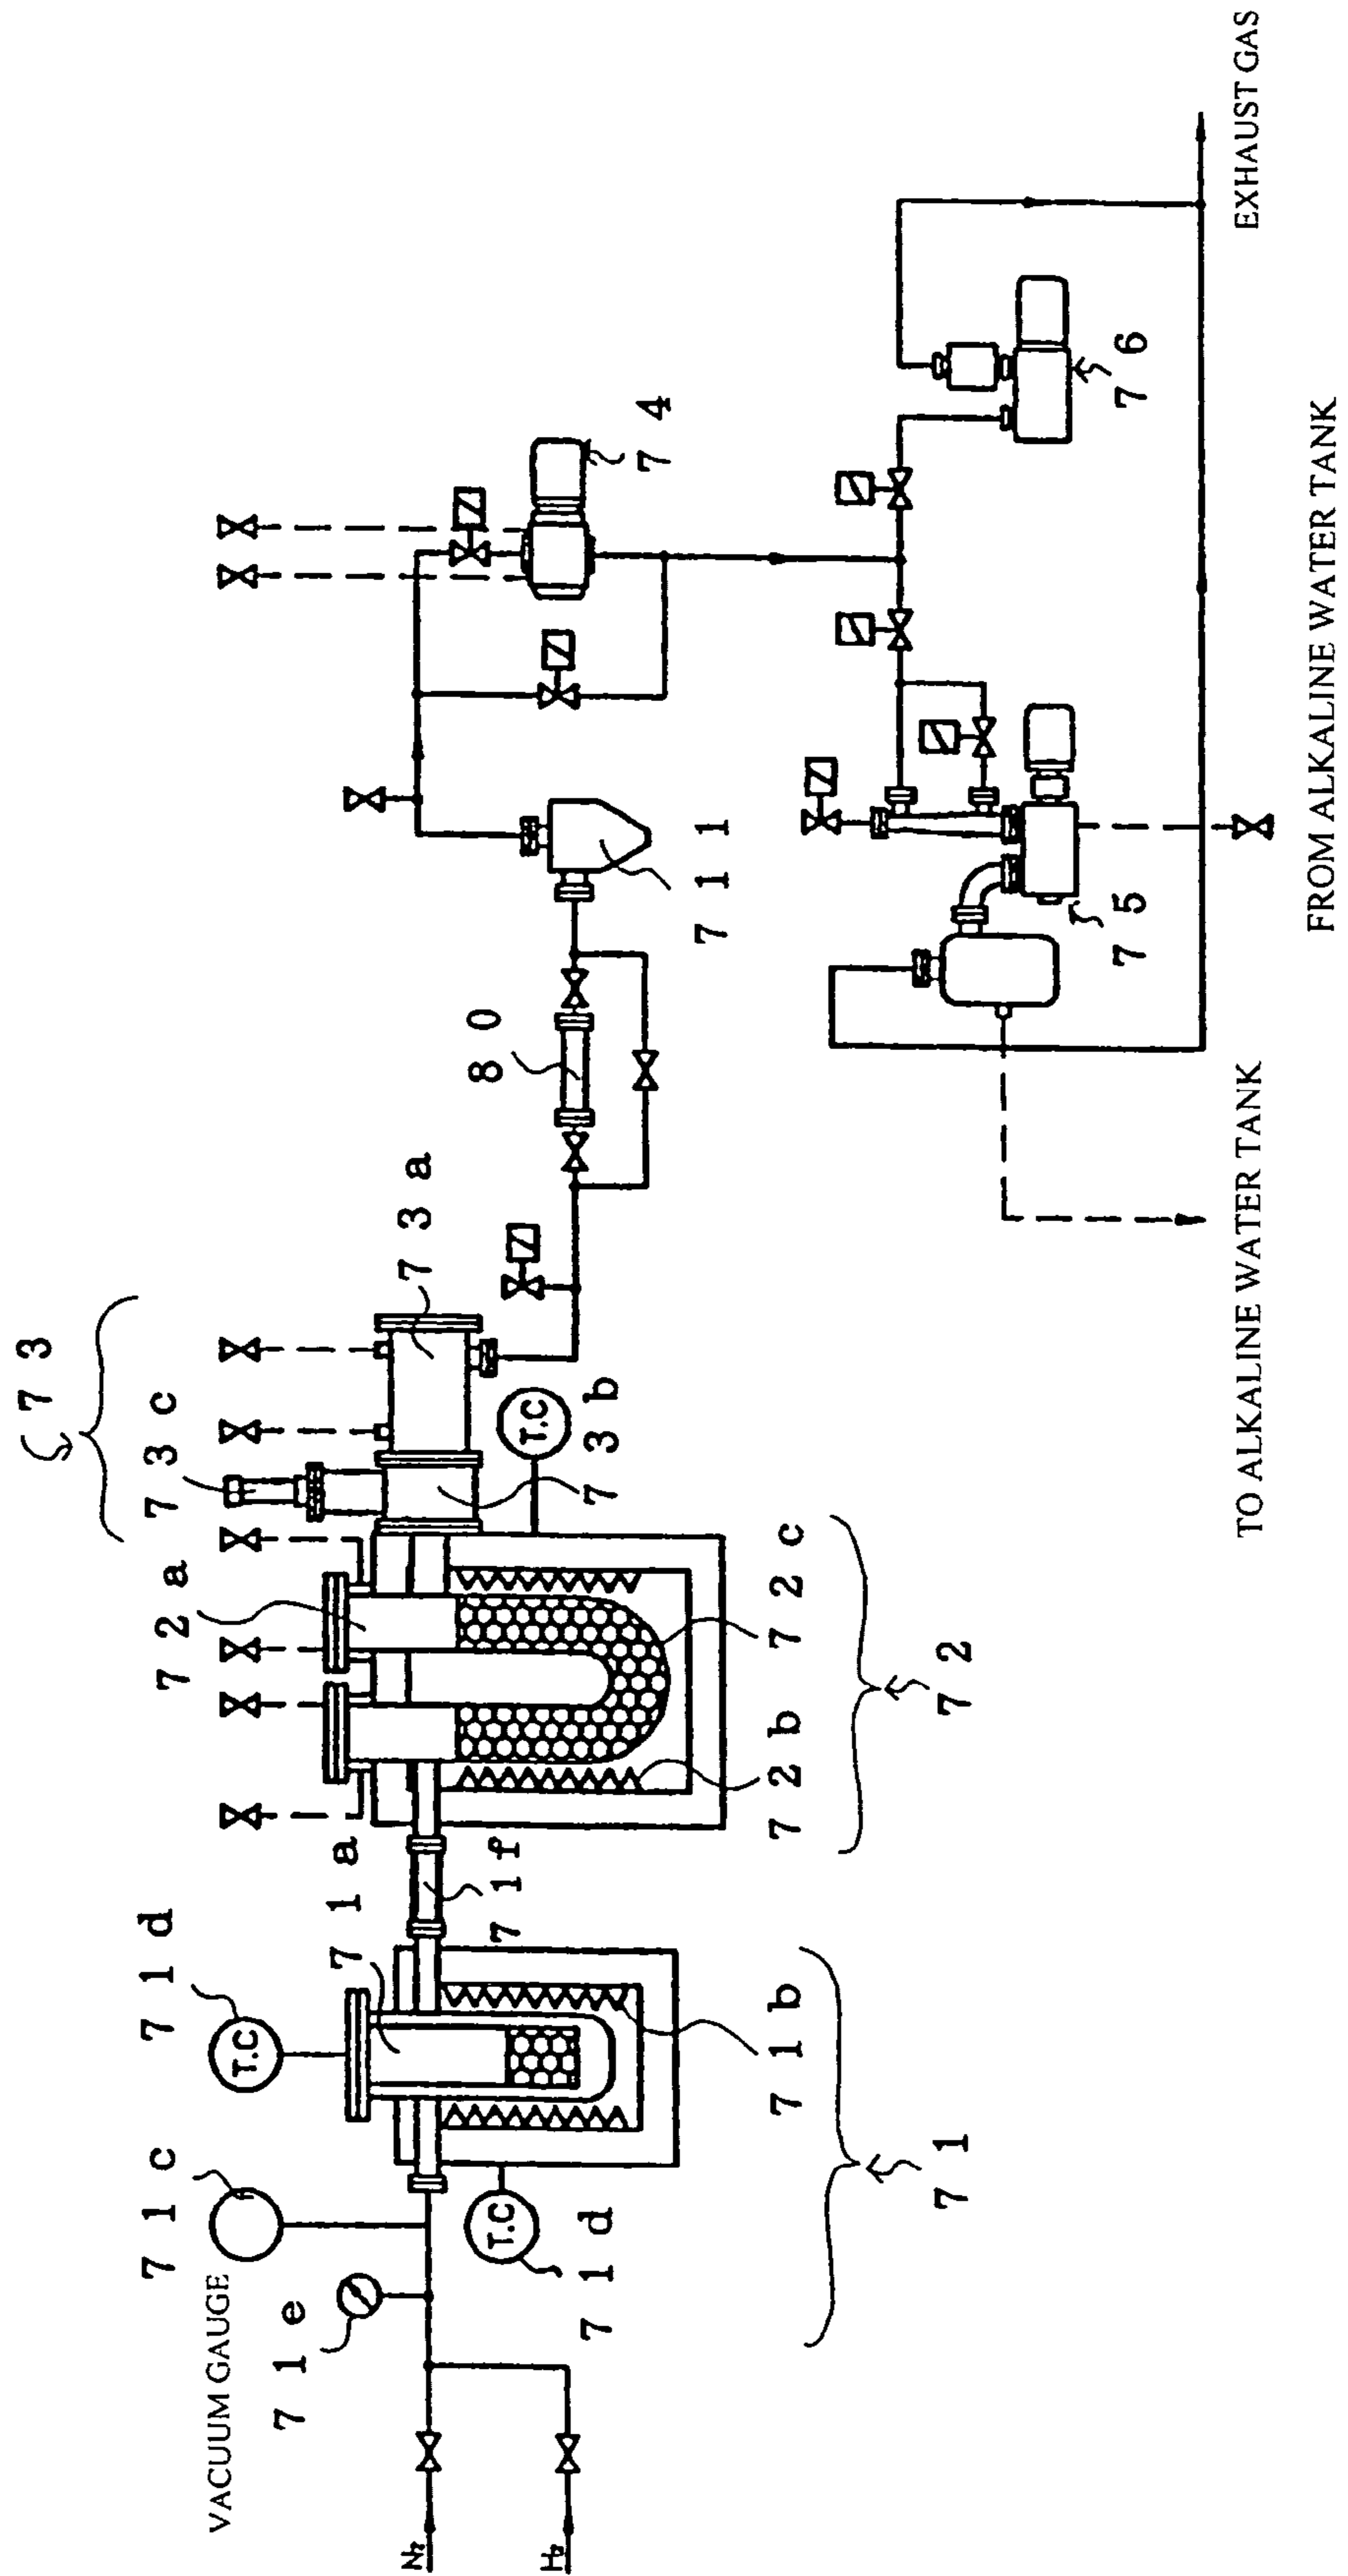 73
73c
73a
73b
72a
72b
72c
72
71d
T.C
71c
VACUUM GAUGE
71e
71a
71f
T.C
71d
71b
71
T.C
N₂
H₂
80
711
74
75
76
EXHAUST GAS
FROM ALKALINE WATER TANK
TO ALKALINE WATER TANK